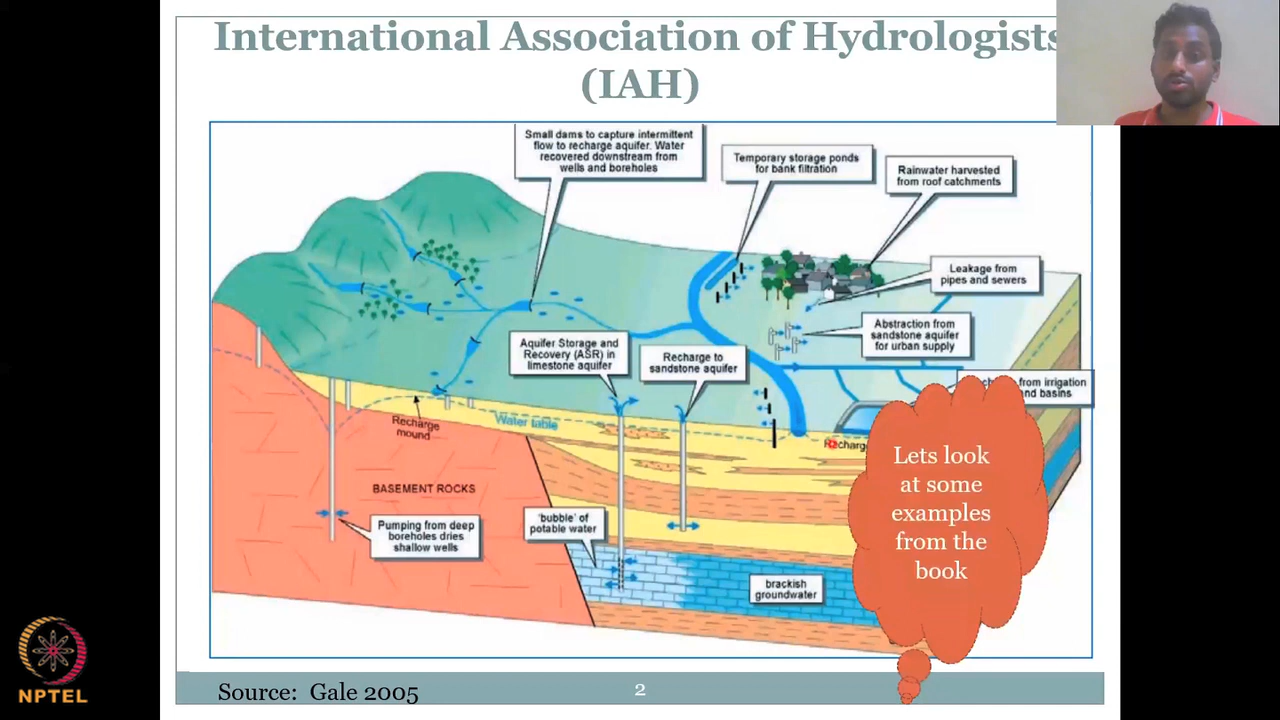 International Association of Hydrologists
(IAH)
Small dams to capture intermittent
flow to recharge aquifer. Water
recovered downstream from
wells and boreholes
Temporary storage ponds
for bank filtration
Rainwater harvested
from roof catchments
Leakage from
pipes and sewers
Abstraction from
sandstone aquifer
for urban supply
Aquifer Storage and
Recovery (ASR) in
limestone aquifer
Recharge to
sandstone aquifer
from irrigation
basins
Recharge
mound
Water table
Lets look
at some
examples
from the
book
BASEMENT ROCKS
Pumping from deep
boreholes dries
shallow wells
'bubble' of
potable water
brackish
groundwater
NPTEL
Source: Gale 2005
2